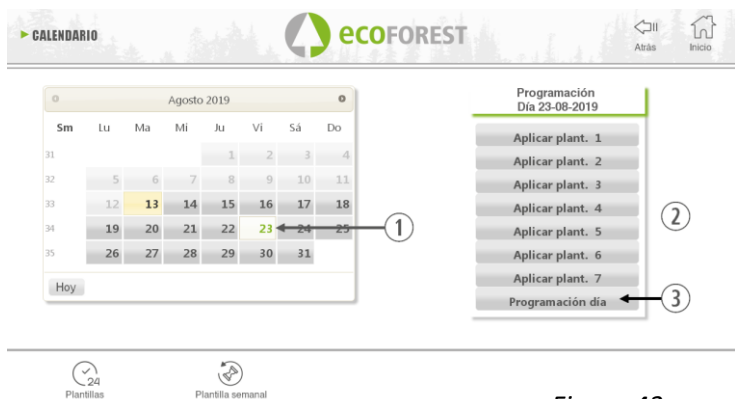 CALENDARIO
ecoFOREST
Atrás
Inicio
Agosto 2019
Sm Lu Ma Mi Ju Vi Sá Do
31 1 2 3 4
32 5 6 7 8 9 10 11
33 12 13 14 15 16 17 18
34 19 20 21 22 23 24 25
35 26 27 28 29 30 31
Hoy
1
Programación
Día 23-08-2019
Aplicar plant. 1
Aplicar plant. 2
Aplicar plant. 3
Aplicar plant. 4
Aplicar plant. 5
Aplicar plant. 6
Aplicar plant. 7
Programación día
2
3
24
Plantillas
Plantilla semanal